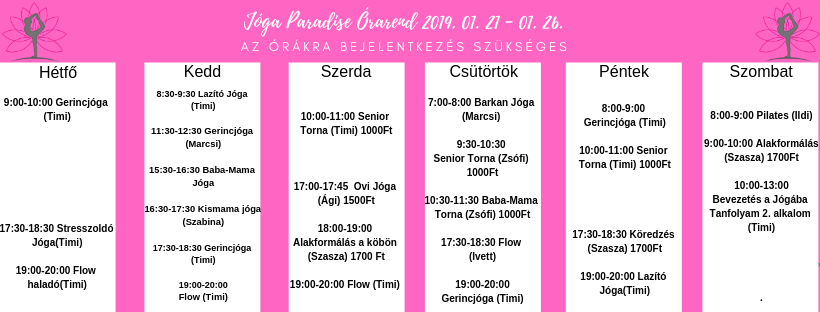 Jóga Paradise Órarend 2019. 01. 21 - 01. 26.
AZ ÓRÁKRA BEJELENTKEZÉS SZÜKSÉGES
Hétfő
9:00-10:00 Gerincjóga
(Timi)
17:30-18:30 Stresszoldó
Jóga(Timi)
19:00-20:00 Flow
haladó(Timi)
Kedd
8:30-9:30 Lazító Jóga
(Timi)
11:30-12:30 Gerincjóga
(Marcsi)
15:30-16:30 Baba-Mama
Jóga
16:30-17:30 Kismama jóga
(Szabina)
17:30-18:30 Gerincjóga
(Timi)
19:00-20:00
Flow (Timi)
Szerda
10:00-11:00 Senior
Torna (Timi) 1000Ft
17:00-17:45 Ovi Jóga
(Ági) 1500Ft
18:00-19:00
Alakformálás a köbön
(Szasza) 1700 Ft
19:00-20:00 Flow (Timi)
Csütörtök
7:00-8:00 Barkan Jóga
(Marcsi)
9:30-10:30
Senior Torna (Zsófi)
1000Ft
10:30-11:30 Baba-Mama
Torna (Zsófi) 1000Ft
17:30-18:30 Flow
(Ivett)
19:00-20:00
Gerincjóga (Timi)
Péntek
8:00-9:00
Gerincjóga (Timi)
10:00-11:00 Senior
Torna (Timi) 1000Ft
17:30-18:30 Köredzés
(Szasza) 1700Ft
19:00-20:00 Lazító
Jóga(Timi)
Szombat
8:00-9:00 Pilates (Ildi)
9:00-10:00 Alakformálás
(Szasza) 1700Ft
10:00-13:00
Bevezetés a Jógába
Tanfolyam 2. alkalom
(Timi)
.